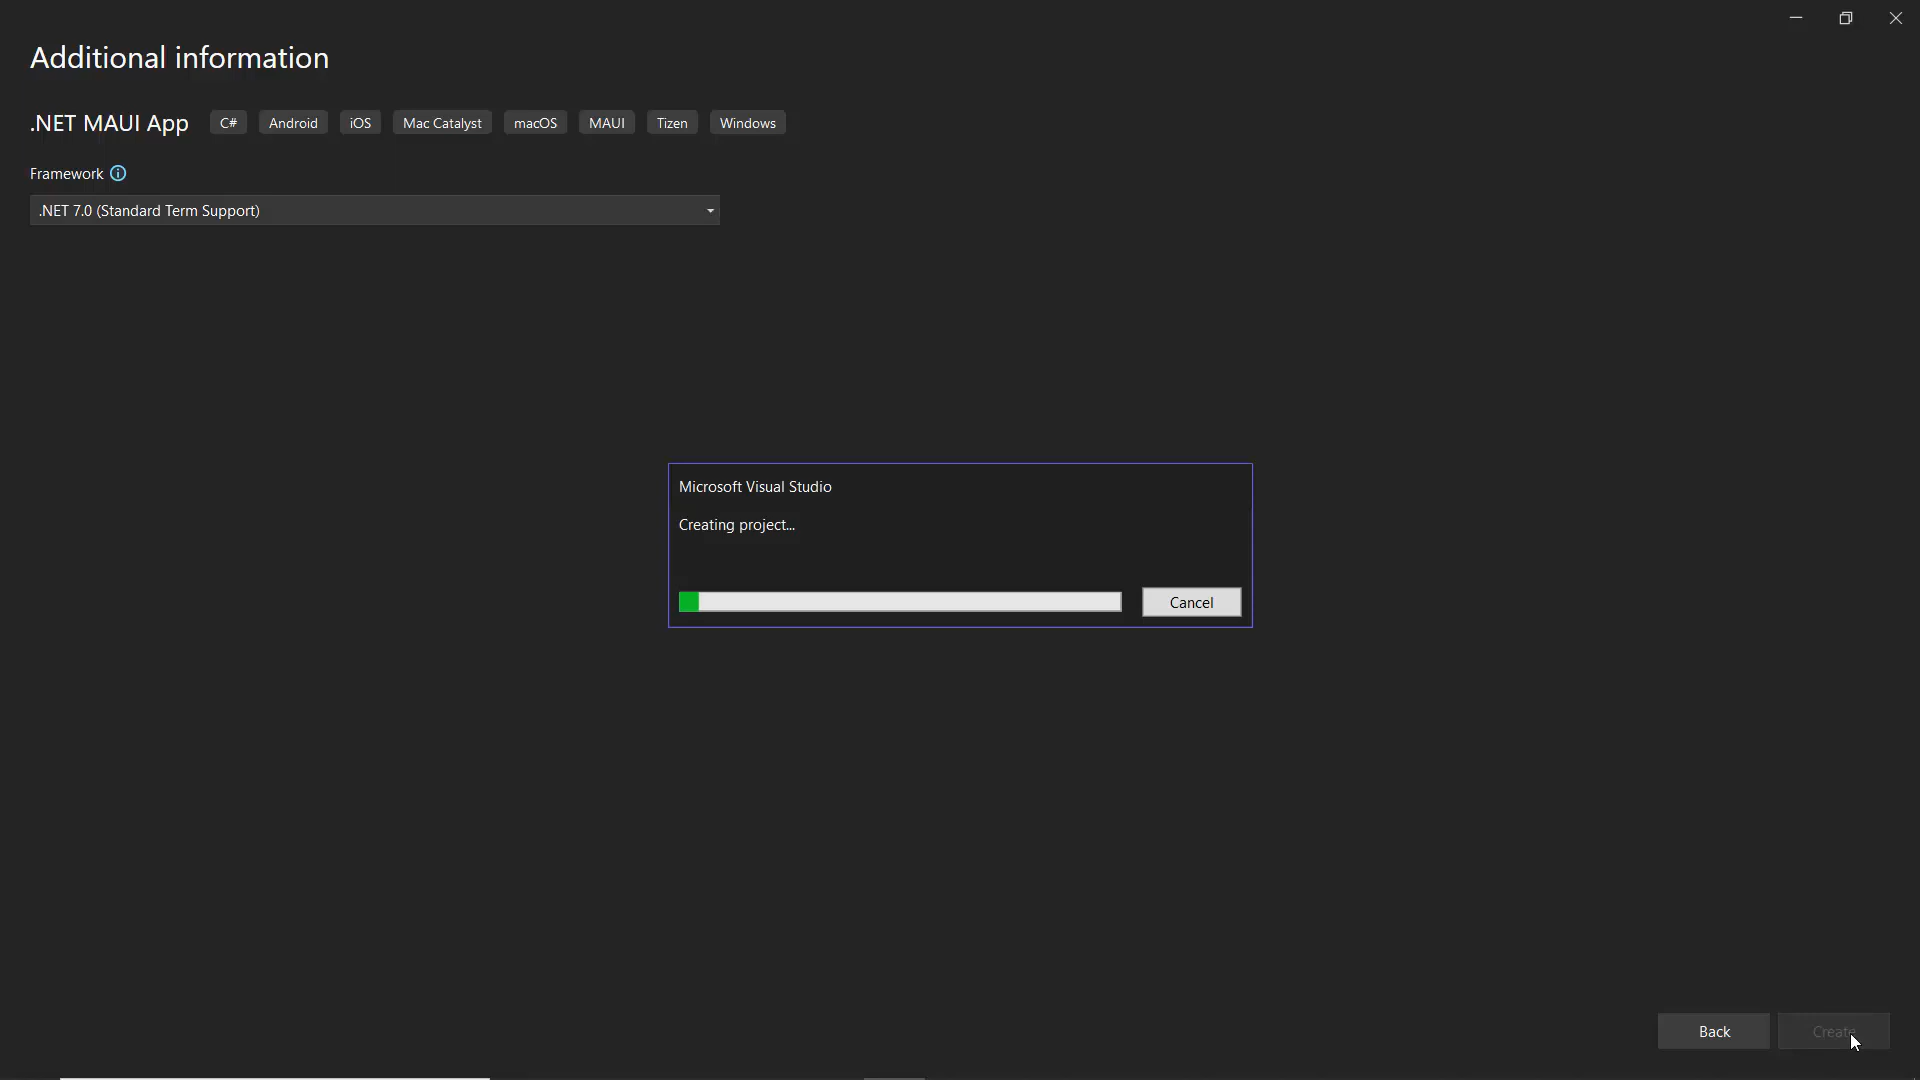 Additional information
.NET MAUI App C# Android iOS Mac Catalyst macOS MAUI Tizen Windows
Framework
.NET 7.0 (Standard Term Support)
Microsoft Visual Studio
Creating project...
Cancel
Back Create